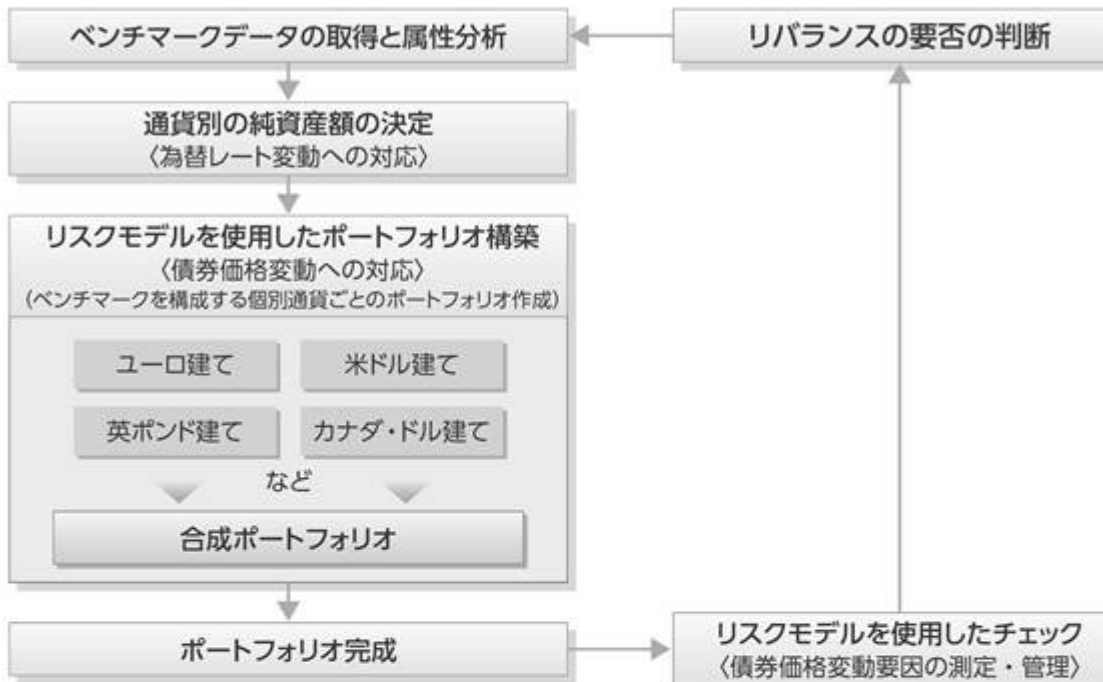 ベンチマークデータの取得と属性分析
リバランスの要否の判断
通貨別の純資産額の決定
〈為替レート変動への対応〉
リスクモデルを使用したポートフォリオ構築
〈債券価格変動への対応〉
(ベンチマークを構成する個別通貨ごとのポートフォリオ作成)
ユーロ建て
米ドル建て
英ポンド建て
カナダ・ドル建て
など
合成ポートフォリオ
ポートフォリオ完成
リスクモデルを使用したチェック
〈債券価格変動要因の測定・管理〉